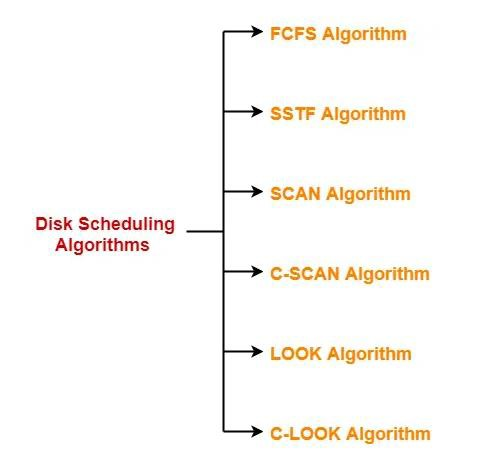 FCFS Algorithm
SSTF Algorithm
SCAN Algorithm
Disk Scheduling
Algorithms
C-SCAN Algorithm
LOOK Algorithm
C-LOOK Algorithm